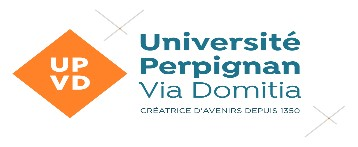 UP
VD
Université
Perpignan
Via Domitia
CRÉATRICE D'AVENIRS DEPUIS 1350